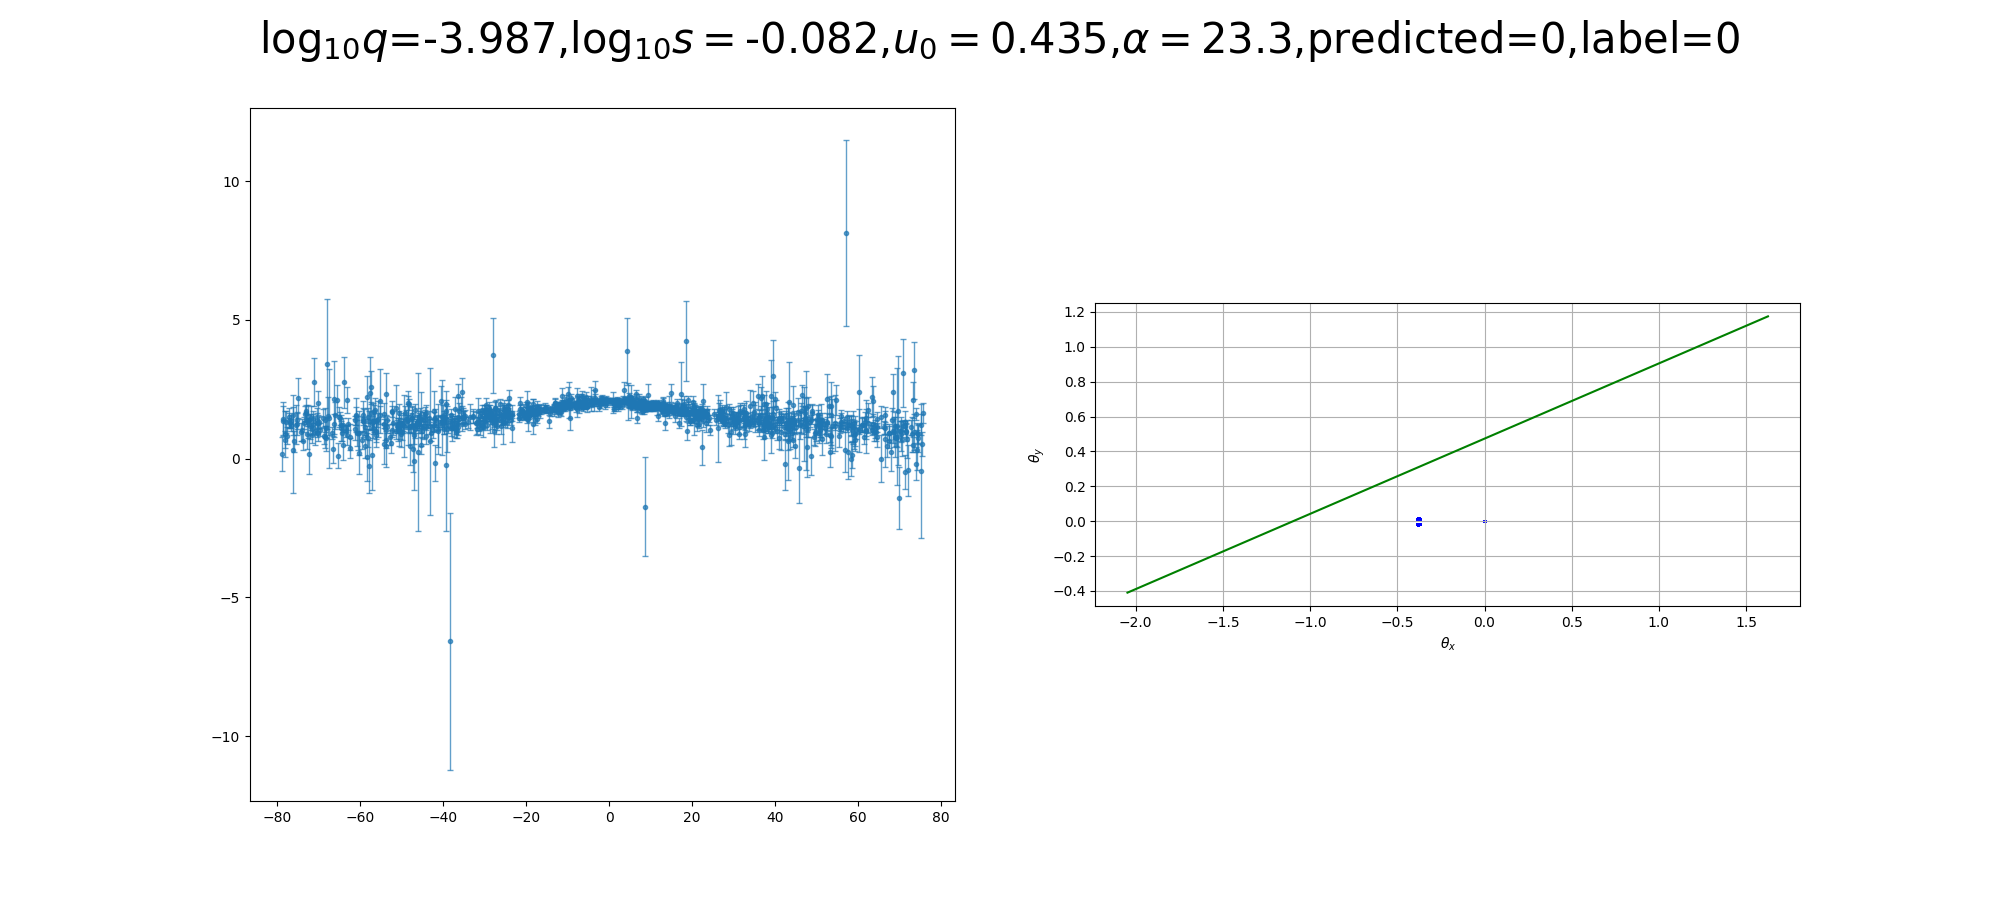 log₁₀q=-3.987,log₁₀s = -0.082,u₀ = 0.435,α = 23.3,predicted=0,label=0
10
5
0
−5
−10
−80 −60 −40 −20 0 20 40 60 80
1.2
1.0
0.8
0.6
0.4
0.2
0.0
−0.2
−0.4
θy
−2.0 −1.5 −1.0 −0.5 0.0 0.5 1.0 1.5
θx